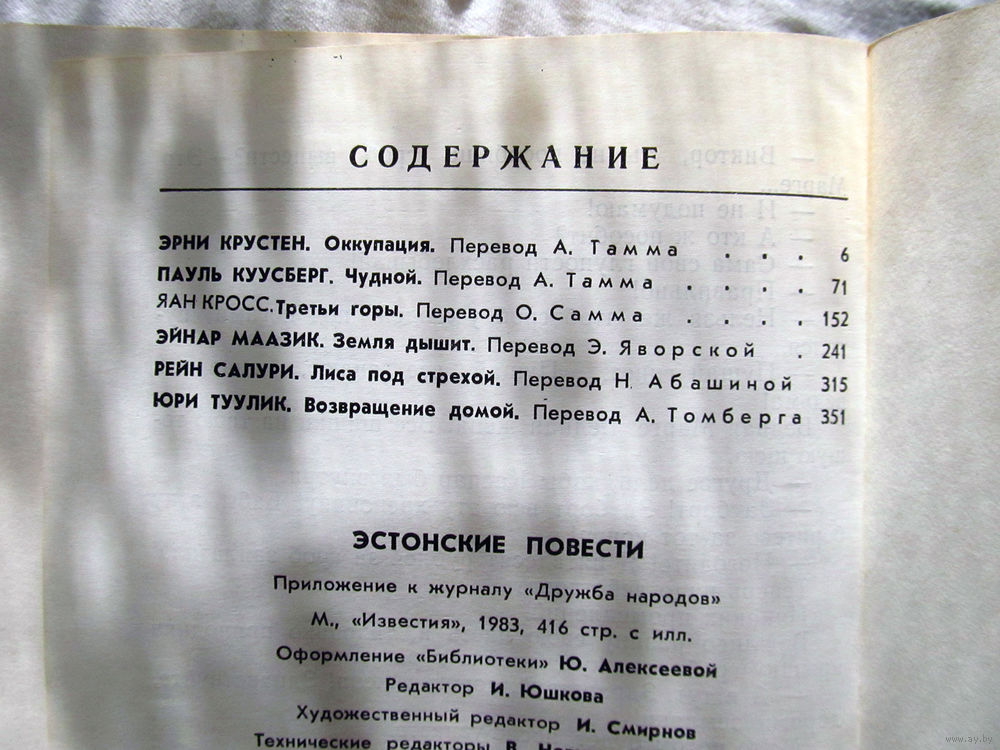 СОДЕРЖАНИЕ
ЭРНИ КРУСТЕН. Оккупация. Перевод А. Тамма . . . 6
ПАУЛЬ КУУСБЕРГ. Чудной. Перевод А. Тамма . . . . 71
ЯАН КРОСС. Третьи горы. Перевод О. Самма . . . . 152
ЭЙНАР МААЗИК. Земля дышит. Перевод Э. Яворской . 241
РЕЙН САЛУРИ. Лиса под стрехой. Перевод Н. Абашиной 315
ЮРИ ТУУЛИК. Возвращение домой. Перевод А. Томберга 351
ЭСТОНСКИЕ ПОВЕСТИ
Приложение к журналу «Дружба народов»
М., «Известия», 1983, 416 стр. с илл.
Оформление «Библиотеки» Ю. Алексеевой
Редактор И. Юшкова
Художественный редактор И. Смирнов
Технические редакторы В.
www.ay.by